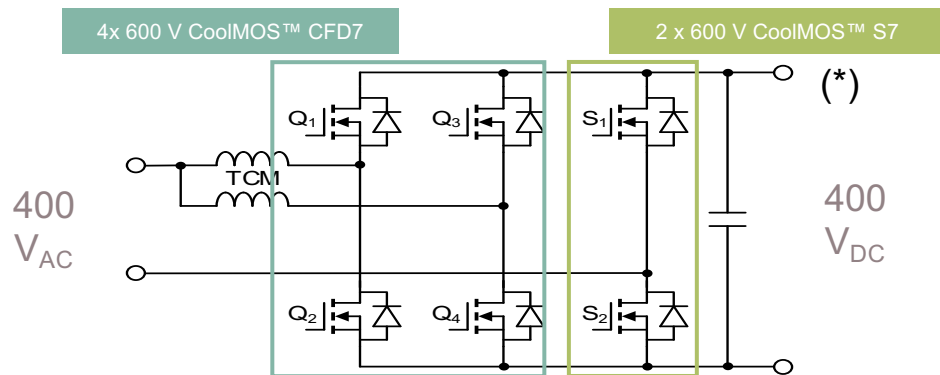 4x 600 V CoolMOS™ CFD7
2 x 600 V CoolMOS™ S7
(*)
Q1
Q3
S1
TCM
400
VAC
400
VDC
Q2
Q4
S2